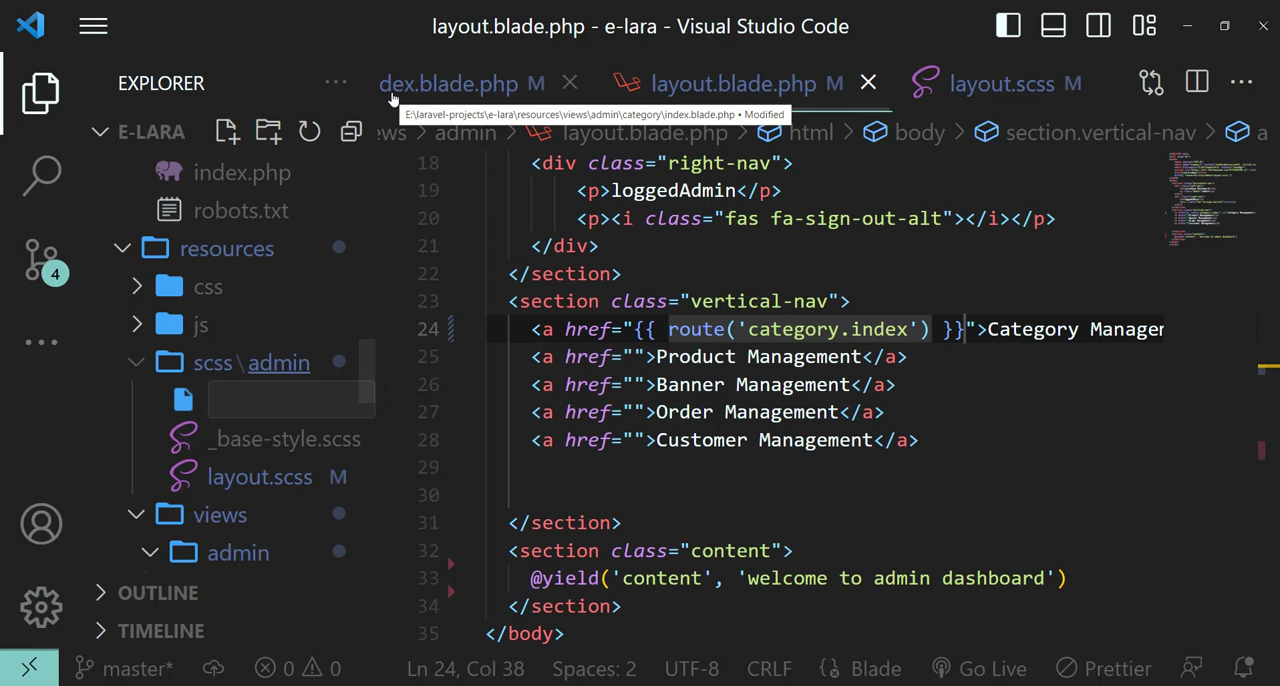 layout.blade.php - e-lara - Visual Studio Code
EXPLORER
dex.blade.php M
layout.blade.php M
layout.scss M
E:\laravel-projects\e-lara\resources\views\admin\category\index.blade.php • Modified
E-LARA
ews > admin > layout.blade.php > html > body > section.vertical-nav > a
index.php
robots.txt
resources
css
js
scss\admin
_base-style.scss
layout.scss M
views
admin
OUTLINE
TIMELINE
4
18 <div class="right-nav">
19 <p>loggedAdmin</p>
20 <p><i class="fas fa-sign-out-alt"></i></p>
21 </div>
22 </section>
23 <section class="vertical-nav">
24 <a href="{{ route('category.index') }}">Category Manager
25 <a href="">Product Management</a>
26 <a href="">Banner Management</a>
27 <a href="">Order Management</a>
28 <a href="">Customer Management</a>
29
30
31 </section>
32 <section class="content">
33 @yield('content', 'welcome to admin dashboard')
34 </section>
35 </body>
master* 0 0 Ln 24, Col 38 Spaces: 2 UTF-8 CRLF Blade Go Live Prettier